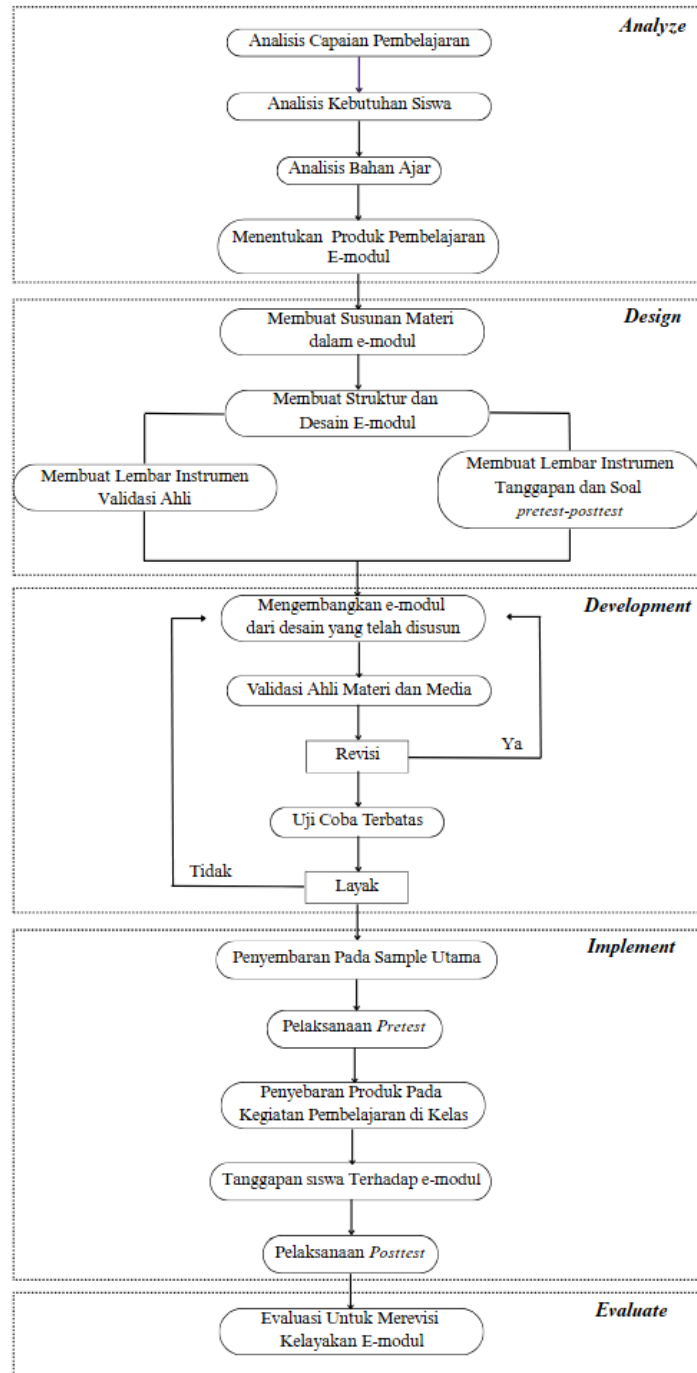 Analyze
Analisis Capaian Pembelajaran
Analisis Kebutuhan Siswa
Analisis Bahan Ajar
Menentukan Produk Pembelajaran
E-modul
Design
Membuat Susunan Materi
dalam e-modul
Membuat Struktur dan
Desain E-modul
Membuat Lembar Instrumen
Validasi Ahli
Membuat Lembar Instrumen
Tanggapan dan Soal
pretest-posttest
Development
Mengembangkan e-modul
dari desain yang telah disusun
Validasi Ahli Materi dan Media
Ya
Revisi
Uji Coba Terbatas
Tidak
Layak
Implement
Penyembaran Pada Sample Utama
Pelaksanaan Pretest
Penyebaran Produk Pada
Kegiatan Pembelajaran di Kelas
Tanggapan siswa Terhadap e-modul
Pelaksanaan Posttest
Evaluate
Evaluasi Untuk Merevisi
Kelayakan E-modul